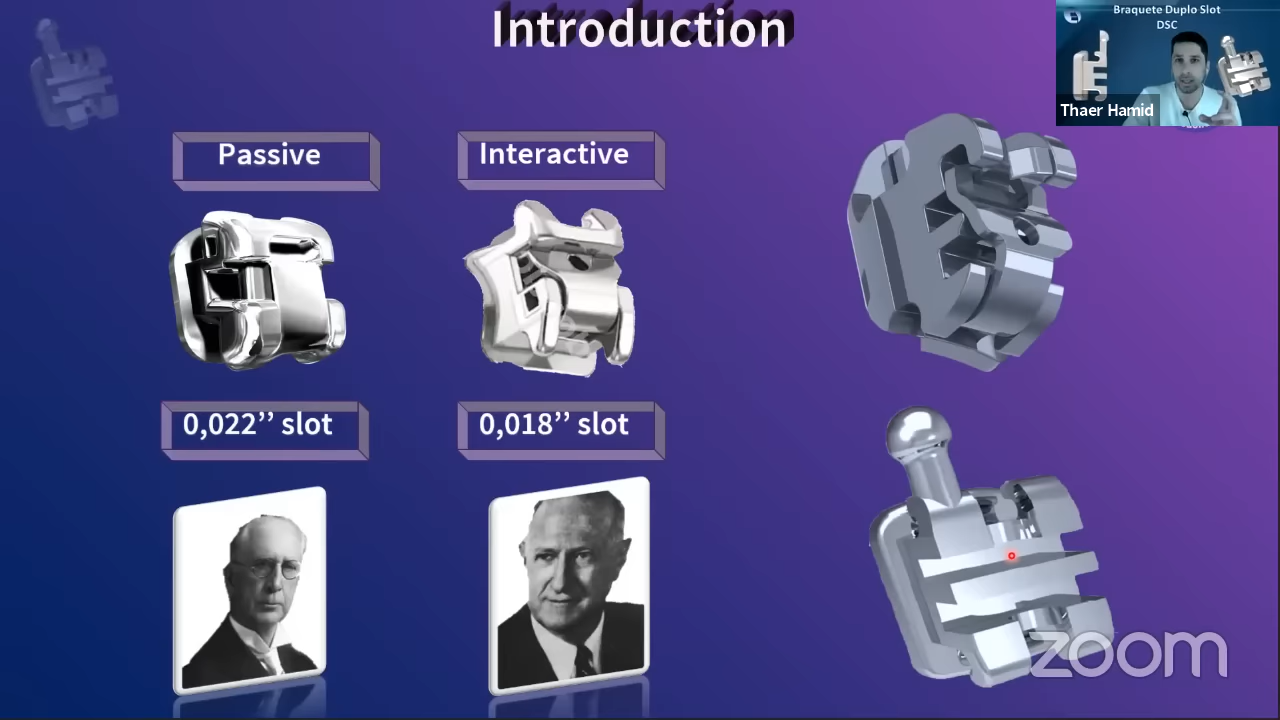 Introduction
Braquete Duplo Slot
DSC
Thaer Hamid
Passive
Interactive
0,022’’ slot
0,018’’ slot
zoom